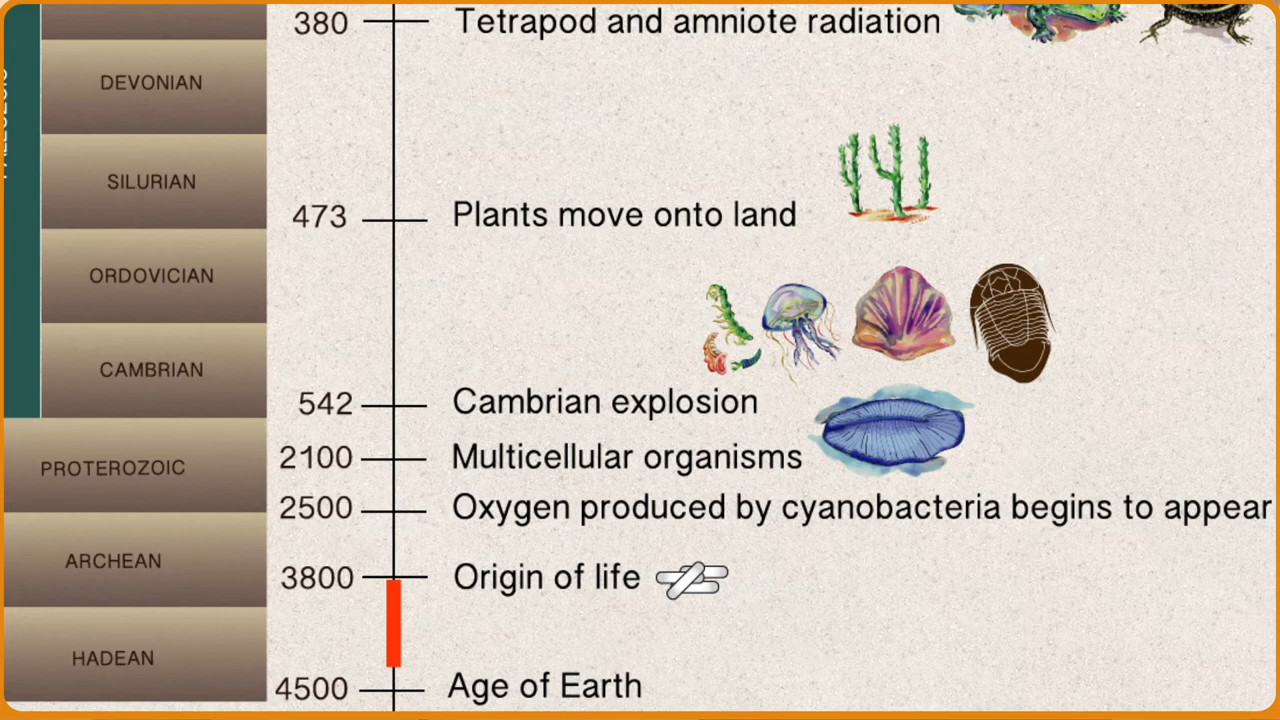 380 Tetrapod and amniote radiation
DEVONIAN
SILURIAN
473 Plants move onto land
ORDOVICIAN
CAMBRIAN
542 Cambrian explosion
2100 Multicellular organisms
PROTEROZOIC
2500 Oxygen produced by cyanobacteria begins to appear
ARCHEAN
3800 Origin of life
HADEAN
4500 Age of Earth